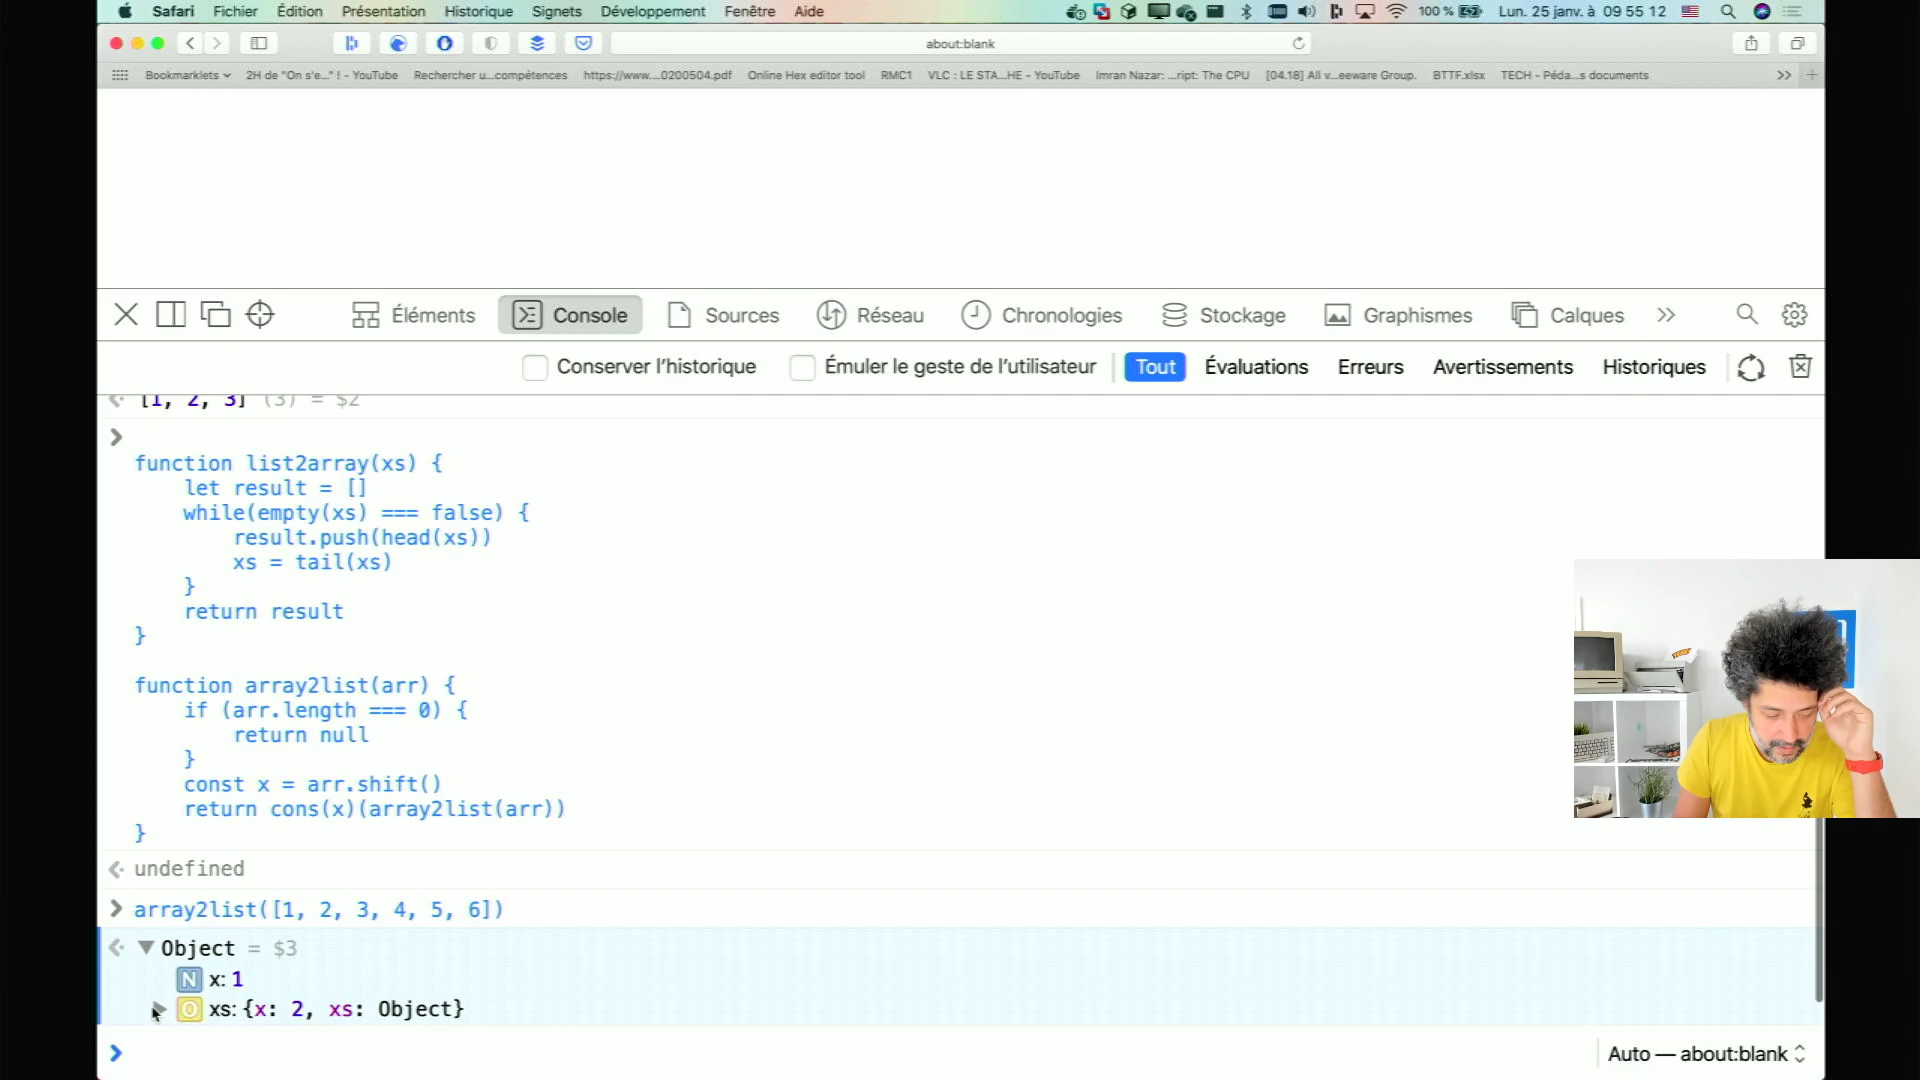 Safari Fichier Édition Présentation Historique Signets Développement Fenêtre Aide 100 % Lun. 25 janv. à 09 55 12
about:blank
Bookmarklets 2H de "On s'e..." ! - YouTube Rechercher u...compétences https://www....0200504.pdf Online Hex editor tool RMC1 VLC : LE STA...HE - YouTube Imran Nazar: ...ript: The CPU [04.18] All v...eeware Group. BTTF.xlsx TECH - Péda...s documents
Éléments Console Sources Réseau Chronologies Stockage Graphismes Calques
Conserver l'historique Émuler le geste de l'utilisateur Tout Évaluations Erreurs Avertissements Historiques
[1, 2, 3] (3) = $2
function list2array(xs) {
let result = []
while(empty(xs) === false) {
result.push(head(xs))
xs = tail(xs)
}
return result
}
function array2list(arr) {
if (arr.length === 0) {
return null
}
const x = arr.shift()
return cons(x)(array2list(arr))
}
undefined
array2list([1, 2, 3, 4, 5, 6])
Object = $3
N x: 1
O xs: {x: 2, xs: Object}
Auto — about:blank